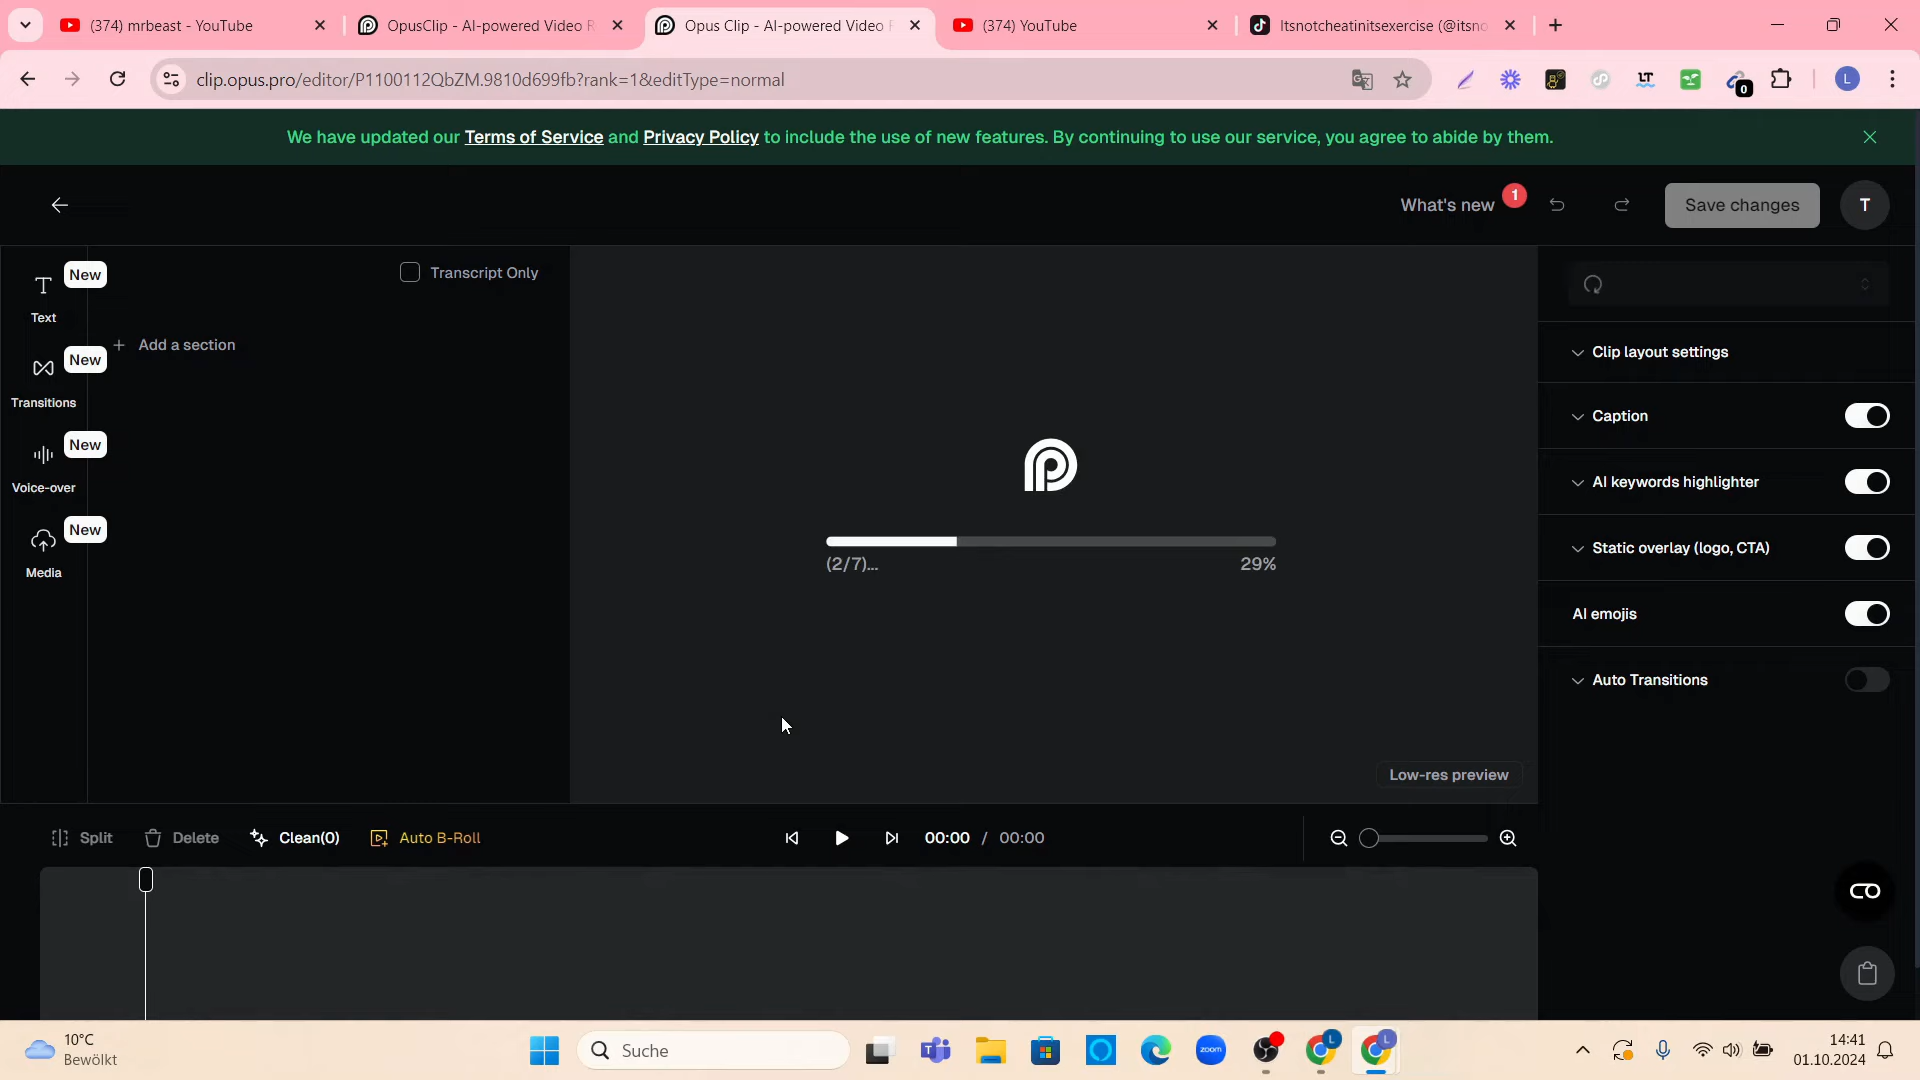 (374) mrbeast - YouTube
OpusClip - AI-powered Video R
Opus Clip - AI-powered Video
(374) YouTube
Itsnotcheatinitsexercise (@itsno
clip.opus.pro/editor/P1100112QbZM.9810d699fb?rank=1&editType=normal
LT
0
L
We have updated our Terms of Service and Privacy Policy to include the use of new features. By continuing to use our service, you agree to abide by them.
What's new
1
Save changes
T
Text
New
Transitions
New
Voice-over
New
Media
New
Transcript Only
Add a section
(2/7)...
29%
Low-res preview
Clip layout settings
Caption
AI keywords highlighter
Static overlay (logo, CTA)
AI emojis
Auto Transitions
Split
Delete
Clean(0)
Auto B-Roll
00:00 / 00:00
10°C
Bewölkt
Suche
zoom
L
L
14:41
01.10.2024